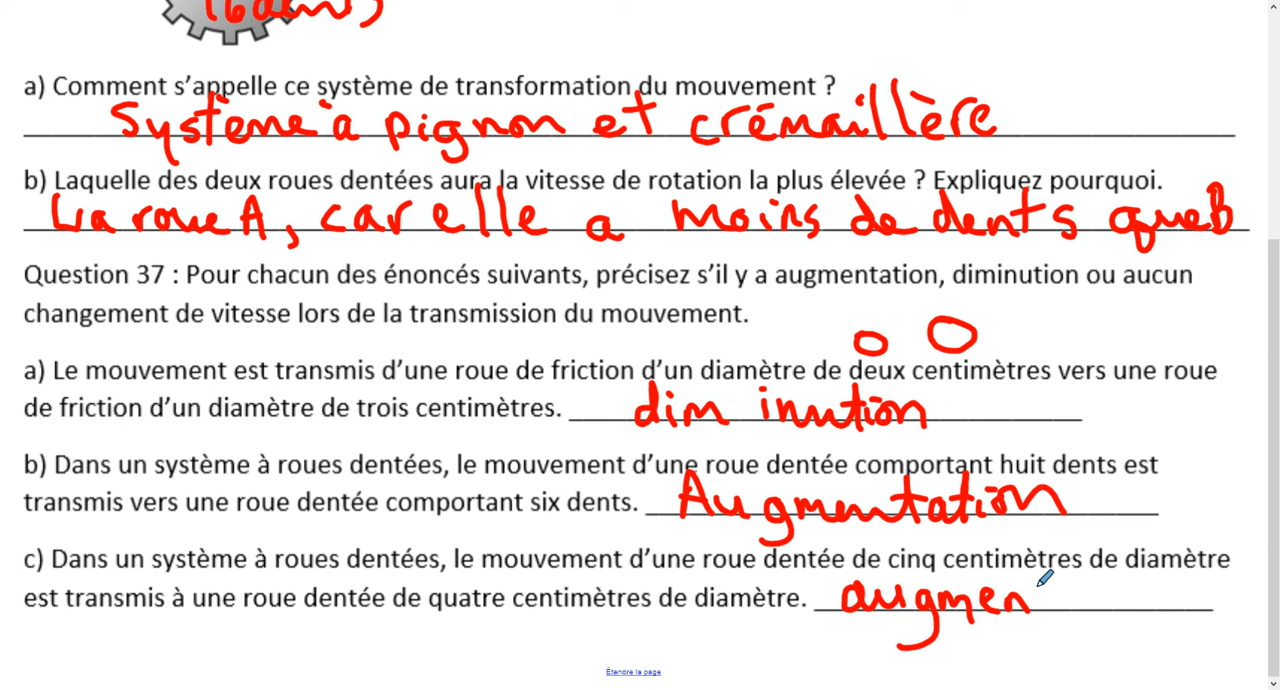 16 dents
a) Comment s'appelle ce système de transformation du mouvement ?
Système à pignon et crémaillère
b) Laquelle des deux roues dentées aura la vitesse de rotation la plus élevée ? Expliquez pourquoi.
La roue A, car elle a moins de dents que B
Question 37 : Pour chacun des énoncés suivants, précisez s'il y a augmentation, diminution ou aucun
changement de vitesse lors de la transmission du mouvement.
a) Le mouvement est transmis d'une roue de friction d'un diamètre de deux centimètres vers une roue
de friction d'un diamètre de trois centimètres. diminution
b) Dans un système à roues dentées, le mouvement d'une roue dentée comportant huit dents est
transmis vers une roue dentée comportant six dents. Augmentation
c) Dans un système à roues dentées, le mouvement d'une roue dentée de cinq centimètres de diamètre
est transmis à une roue dentée de quatre centimètres de diamètre. augmen
Étendre la page